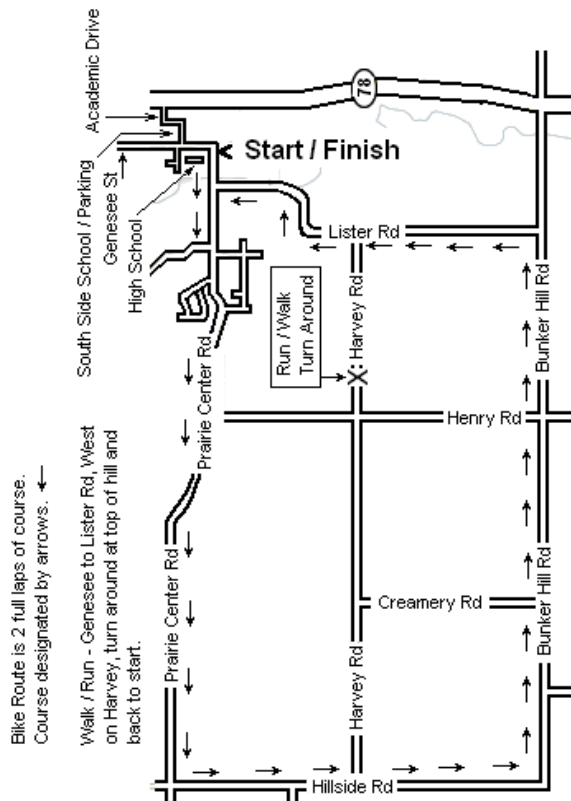 Bike Route is 2 full laps of course.
Course designated by arrows.
Walk / Run - Genesee to Lister Rd, West
on Harvey, turn around at top of hill and
back to start.
Academic Drive
South Side School / Parking
Genesee St
High School
Start / Finish
78
Lister Rd
Harvey Rd
Run / Walk
Turn Around
Bunker Hill Rd
Prairie Center Rd
Henry Rd
Prairie Center Rd
Creamery Rd
Bunker Hill Rd
Harvey Rd
Hillside Rd